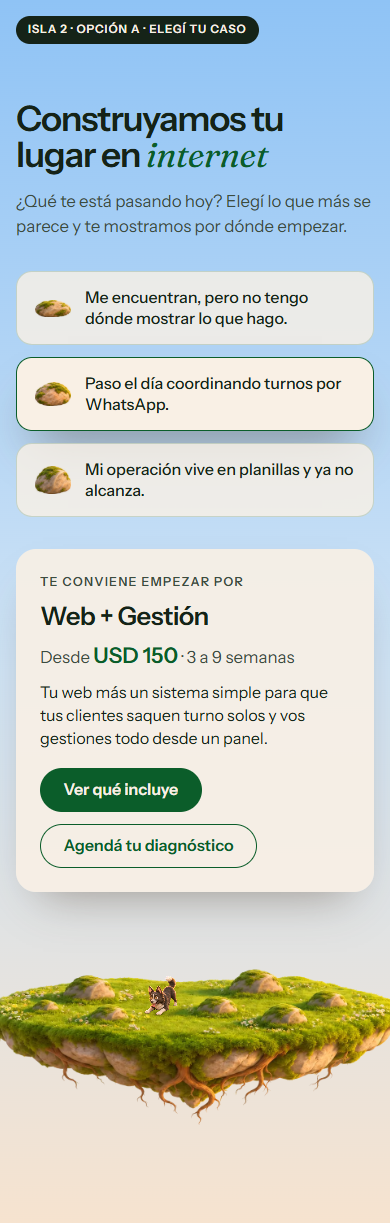 ISLA 2 · OPCIÓN A · ELEGÍ TU CASO
Construyamos tu
lugar en internet
¿Qué te está pasando hoy? Elegí lo que más se
parece y te mostramos por dónde empezar.
Me encuentran, pero no tengo
dónde mostrar lo que hago.
Paso el día coordinando turnos por
WhatsApp.
Mi operación vive en planillas y ya no
alcanza.
TE CONVIENE EMPEZAR POR
Web + Gestión
Desde USD 150 · 3 a 9 semanas
Tu web más un sistema simple para que
tus clientes saquen turno solos y vos
gestiones todo desde un panel.
Ver qué incluye
Agendá tu diagnóstico